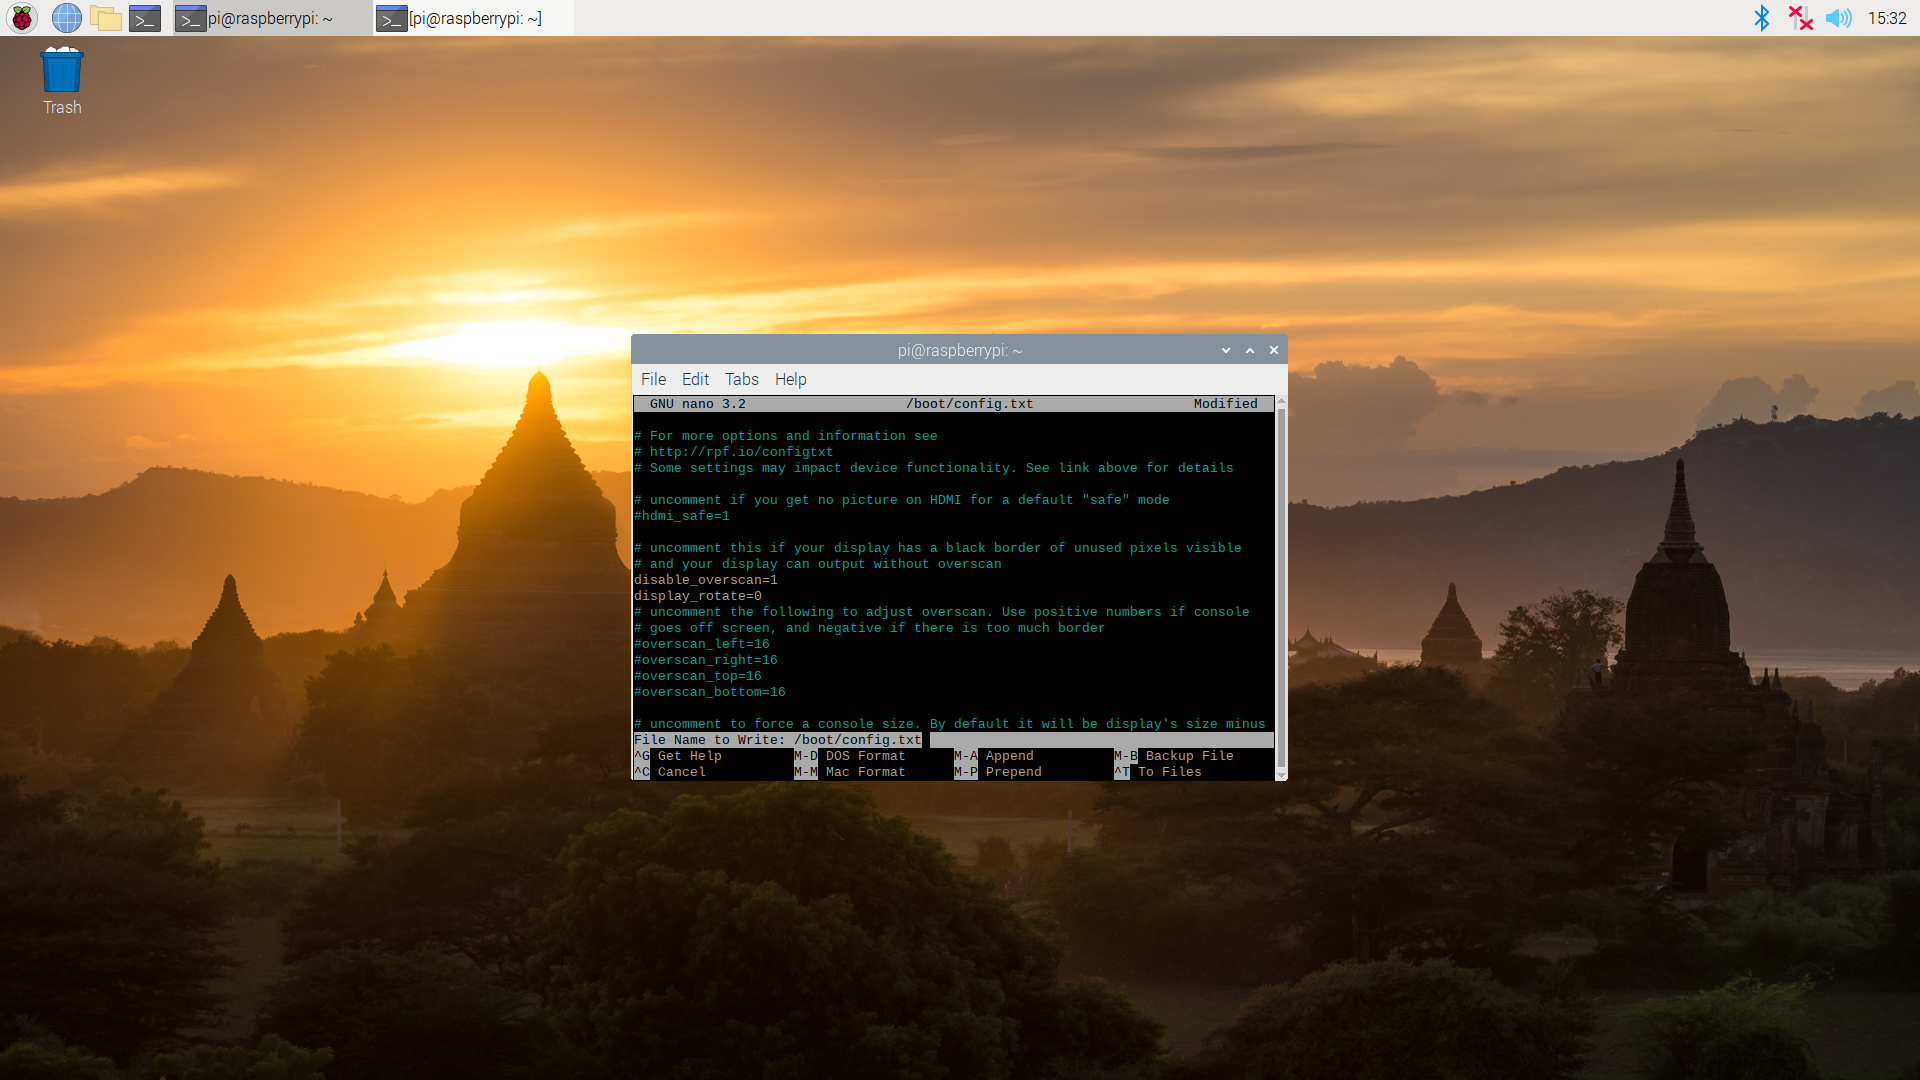 pi@raspberrypi: ~
[pi@raspberrypi: ~]
15:32
Trash
pi@raspberrypi: ~
File Edit Tabs Help
GNU nano 3.2 /boot/config.txt Modified
# For more options and information see
# http://rpf.io/configtxt
# Some settings may impact device functionality. See link above for details
# uncomment if you get no picture on HDMI for a default "safe" mode
#hdmi_safe=1
# uncomment this if your display has a black border of unused pixels visible
# and your display can output without overscan
disable_overscan=1
display_rotate=0
# uncomment the following to adjust overscan. Use positive numbers if console
# goes off screen, and negative if there is too much border
#overscan_left=16
#overscan_right=16
#overscan_top=16
#overscan_bottom=16
# uncomment to force a console size. By default it will be display's size minus
File Name to Write: /boot/config.txt
^G Get Help M-D DOS Format M-A Append M-B Backup File
^C Cancel M-M Mac Format M-P Prepend ^T To Files